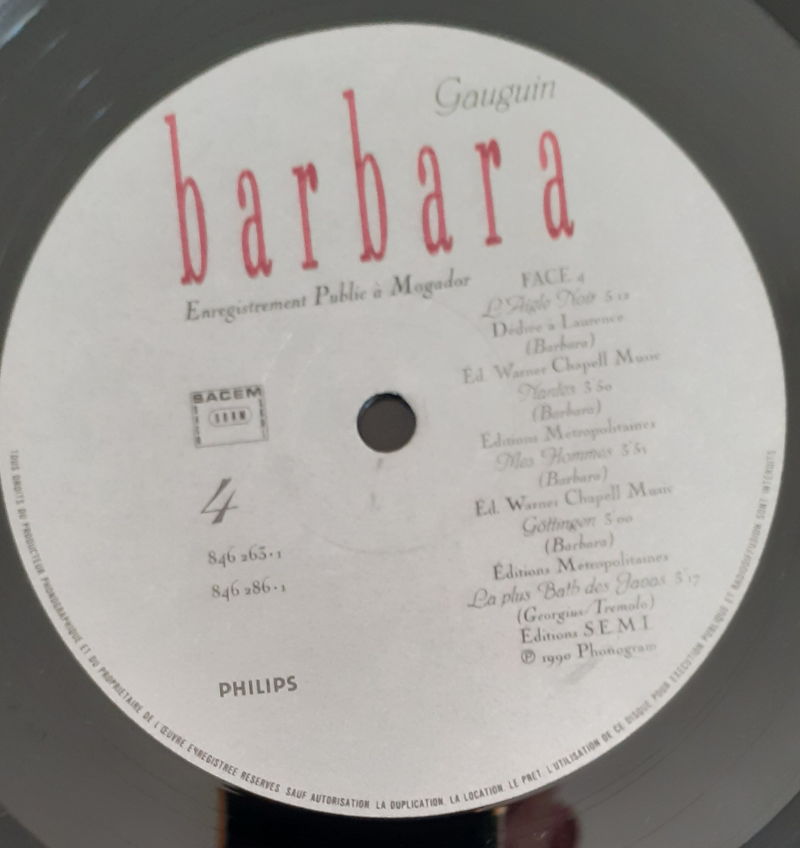 Gauguin
barbara
Enregistrement Public à Mogador
FACE 4
L'Aigle Noir 5'12
Dédiée à Laurence
(Barbara)
Éd. Warner Chapell Music
Nantes 3'50
(Barbara)
Éditions Métropolitaines
Mes Hommes 3'51
(Barbara)
Éd. Warner Chapell Music
Göttingen 3'00
(Barbara)
Éditions Métropolitaines
La plus Bath des Javas 3'17
(Georgius/Tremolo)
Éditions S.E.M.I.
℗ 1990 Phonogram
SACEM
4
846 263-1
846 286-1
PHILIPS
TOUS DROITS DU PRODUCTEUR PHONOGRAPHIQUE ET DU PROPRIETAIRE DE L'ŒUVRE ENREGISTREE RESERVES SAUF AUTORISATION LA DUPLICATION, LA LOCATION, LE PRET, L'UTILISATION DE CE DISQUE POUR EXECUTION PUBLIQUE ET RADIODIFFUSION SONT INTERDITS